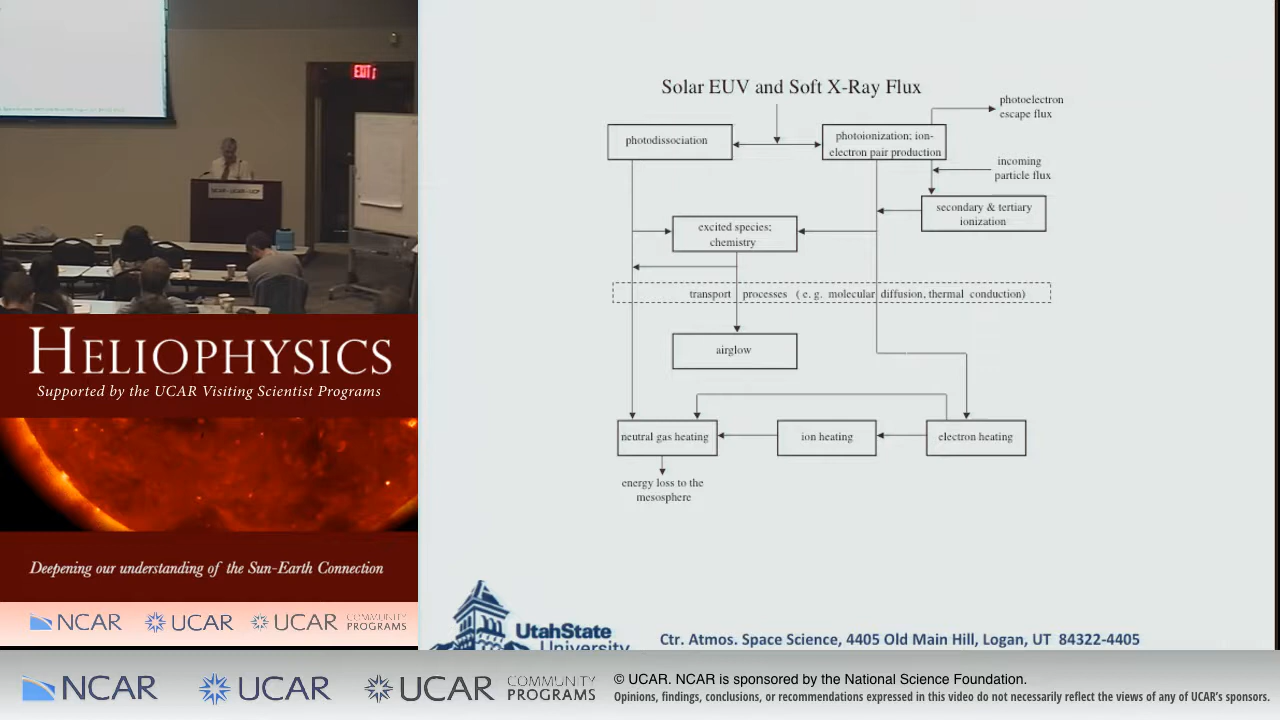 EXIT
UCAR-NCAR-UCP
HELIOPHYSICS
Supported by the UCAR Visiting Scientist Programs
Deepening our understanding of the Sun-Earth Connection
NCAR
UCAR
UCAR
COMMUNITY
PROGRAMS
Solar EUV and Soft X-Ray Flux
photoelectron
escape flux
photodissociation
photoionization; ion-
electron pair production
incoming
particle flux
secondary & tertiary
ionization
excited species;
chemistry
transport processes ( e. g. molecular diffusion, thermal conduction)
airglow
neutral gas heating
ion heating
electron heating
energy loss to the
mesosphere
UtahState
University
Ctr. Atmos. Space Science, 4405 Old Main Hill, Logan, UT 84322-4405
NCAR
UCAR
UCAR
COMMUNITY
PROGRAMS
© UCAR. NCAR is sponsored by the National Science Foundation.
Opinions, findings, conclusions, or recommendations expressed in this video do not necessarily reflect the views of any of UCAR's sponsors.